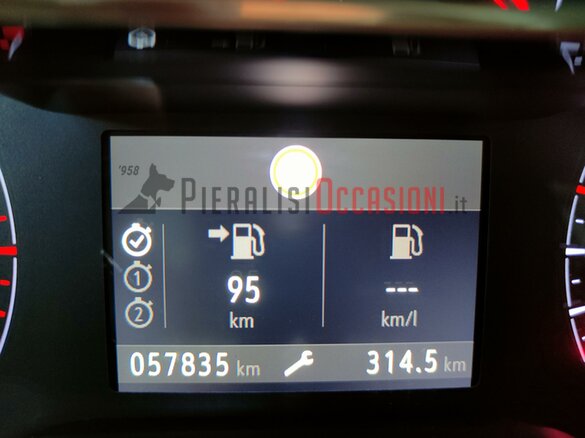 '958
PIERALISIOCCASIONI.it
1
2
95
km
---
km/l
057835 km
314.5 km